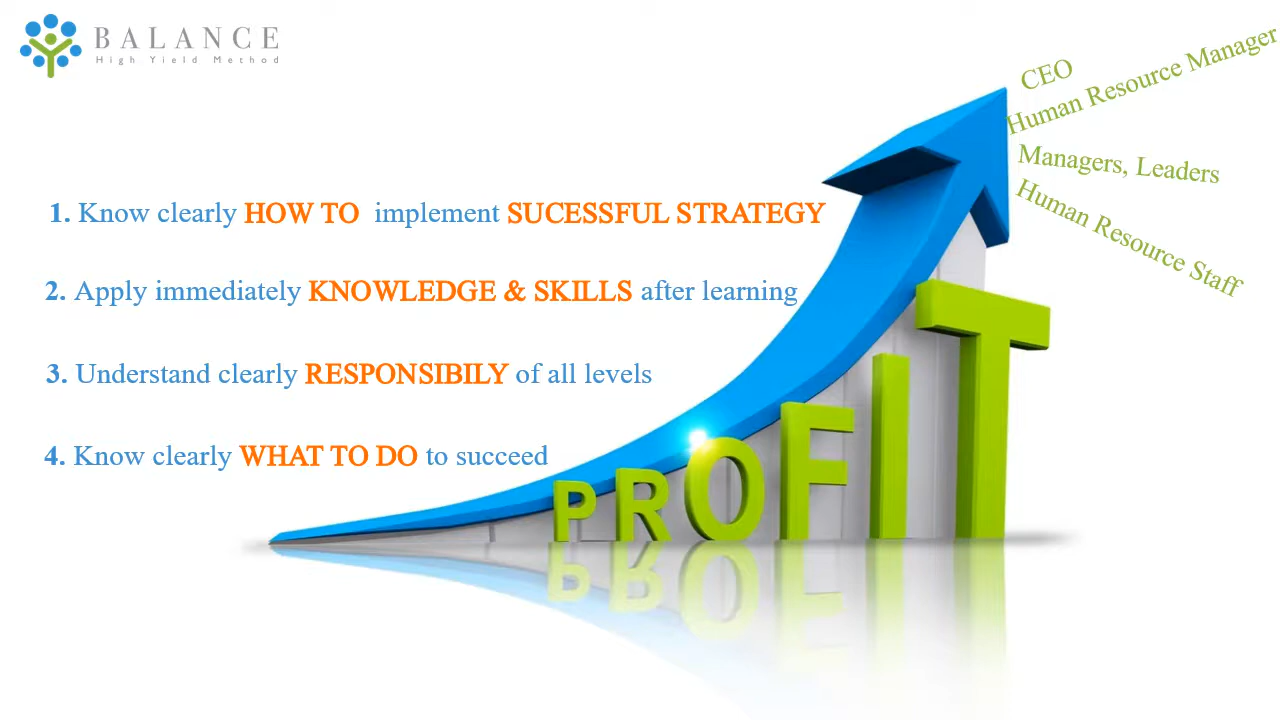 BALANCE
High Yield Method
CEO
Human Resource Manager
Managers, Leaders
Human Resource Staff
1. Know clearly HOW TO implement SUCESSFUL STRATEGY
2. Apply immediately KNOWLEDGE & SKILLS after learning
3. Understand clearly RESPONSIBILY of all levels
4. Know clearly WHAT TO DO to succeed
PROFIT